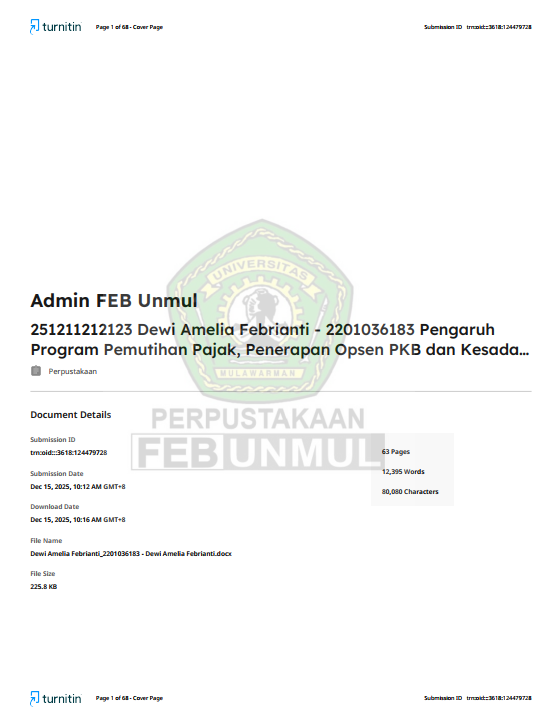 turnitin Page 1 of 68 - Cover Page Submission ID trn:oid:::3618:124479728
UNIVERSITAS
MULAWARMAN
Admin FEB Unmul
251211212123 Dewi Amelia Febrianti - 2201036183 Pengaruh
Program Pemutihan Pajak, Penerapan Opsen PKB dan Kesada...
Perpustakaan
PERPUSTAKAAN
FEB UNMUL
Document Details
Submission ID
trn:oid:::3618:124479728
Submission Date
Dec 15, 2025, 10:12 AM GMT+8
Download Date
Dec 15, 2025, 10:16 AM GMT+8
File Name
Dewi Amelia Febrianti_2201036183 - Dewi Amelia Febrianti.docx
File Size
225.8 KB
63 Pages
12,395 Words
80,080 Characters
turnitin Page 1 of 68 - Cover Page Submission ID trn:oid:::3618:124479728